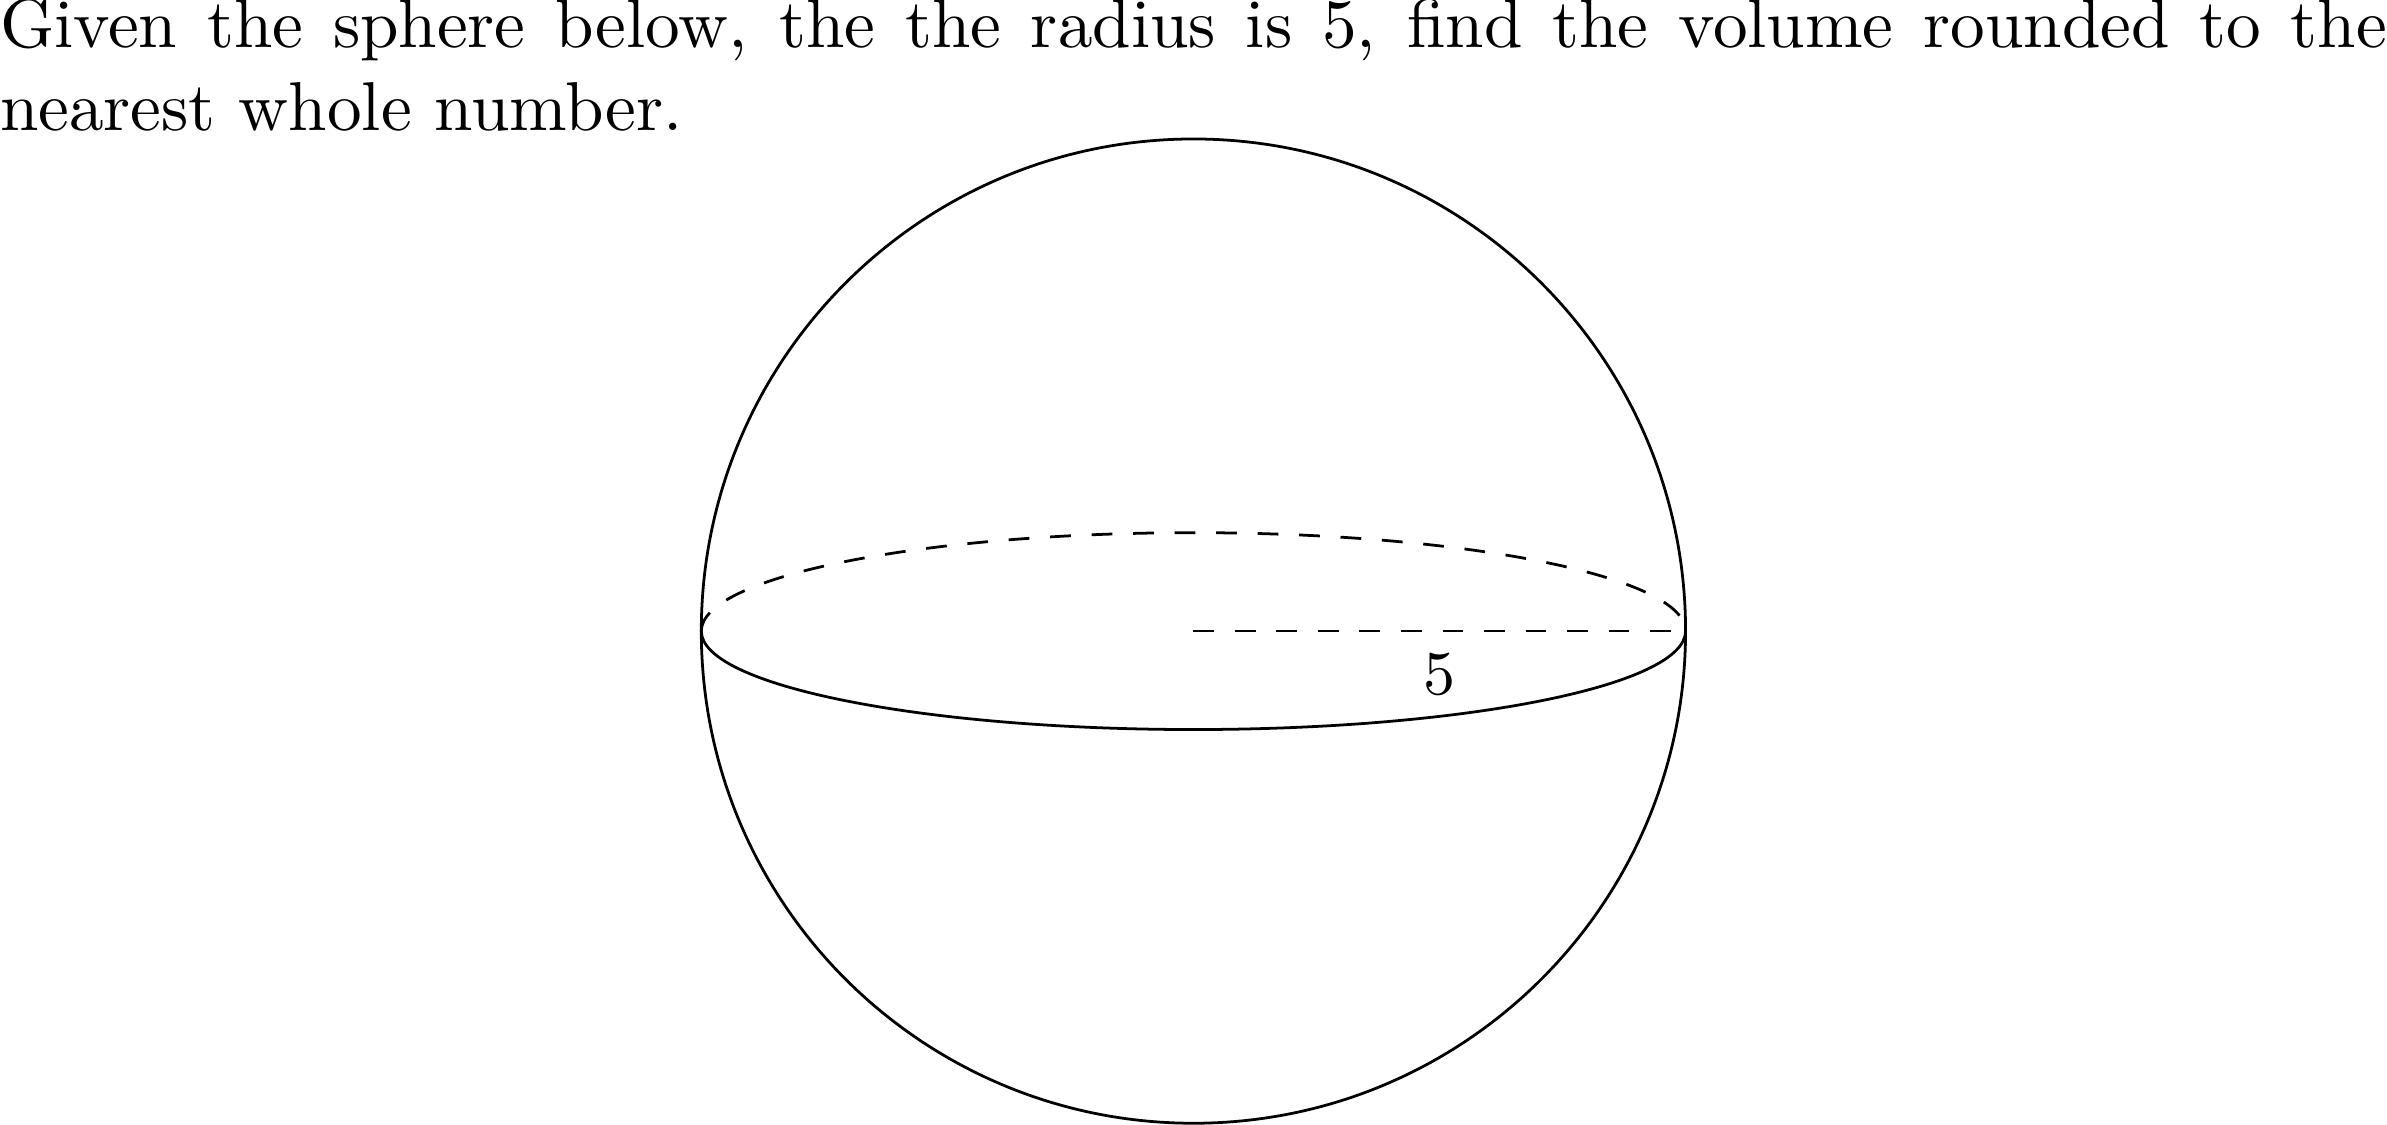 Given the sphere below, the the radius is 5, find the volume rounded to the
nearest whole number.
5